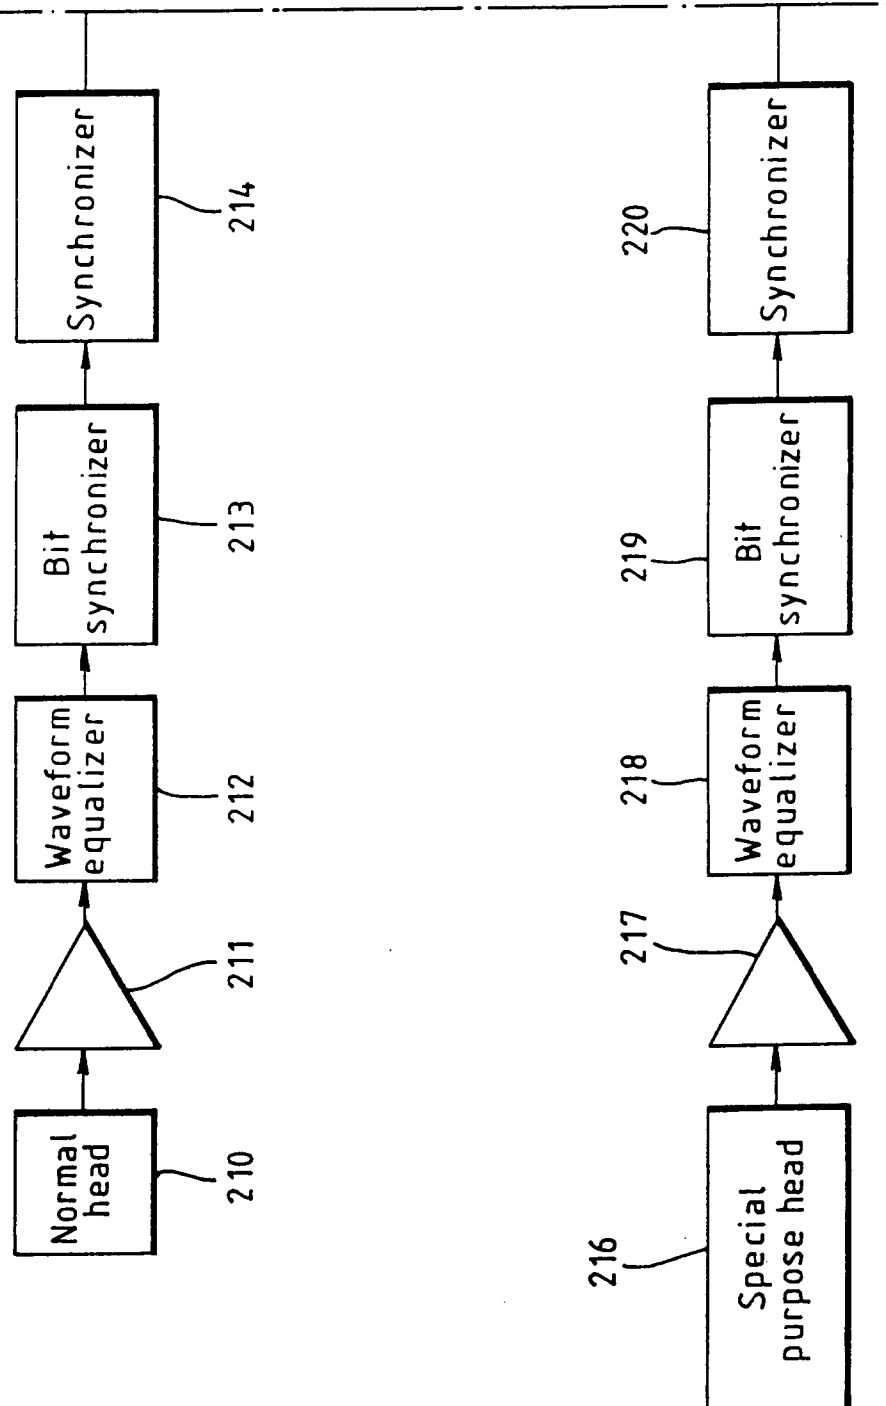 Normal
head
210
211
Waveform
equalizer
212
Bit
synchronizer
213
Synchronizer
214
Special
purpose head
216
217
Waveform
equalizer
218
Bit
synchronizer
219
Synchronizer
220